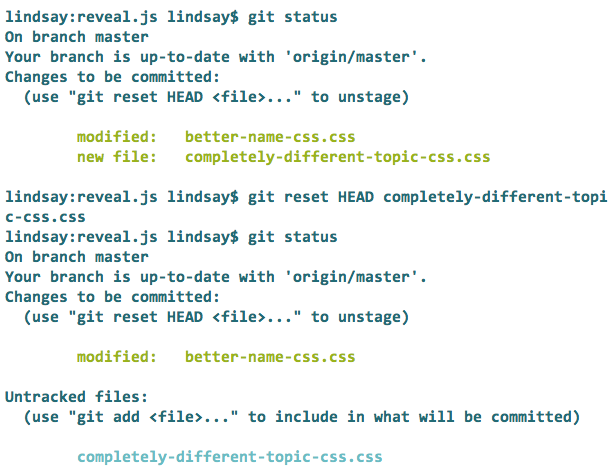 lindsay:reveal.js lindsay$ git status
On branch master
Your branch is up-to-date with 'origin/master'.
Changes to be committed:
  (use "git reset HEAD <file>..." to unstage)

        modified:   better-name-css.css
        new file:   completely-different-topic-css.css

lindsay:reveal.js lindsay$ git reset HEAD completely-different-topi
c-css.css
lindsay:reveal.js lindsay$ git status
On branch master
Your branch is up-to-date with 'origin/master'.
Changes to be committed:
  (use "git reset HEAD <file>..." to unstage)

        modified:   better-name-css.css

Untracked files:
  (use "git add <file>..." to include in what will be committed)

        completely-different-topic-css.css